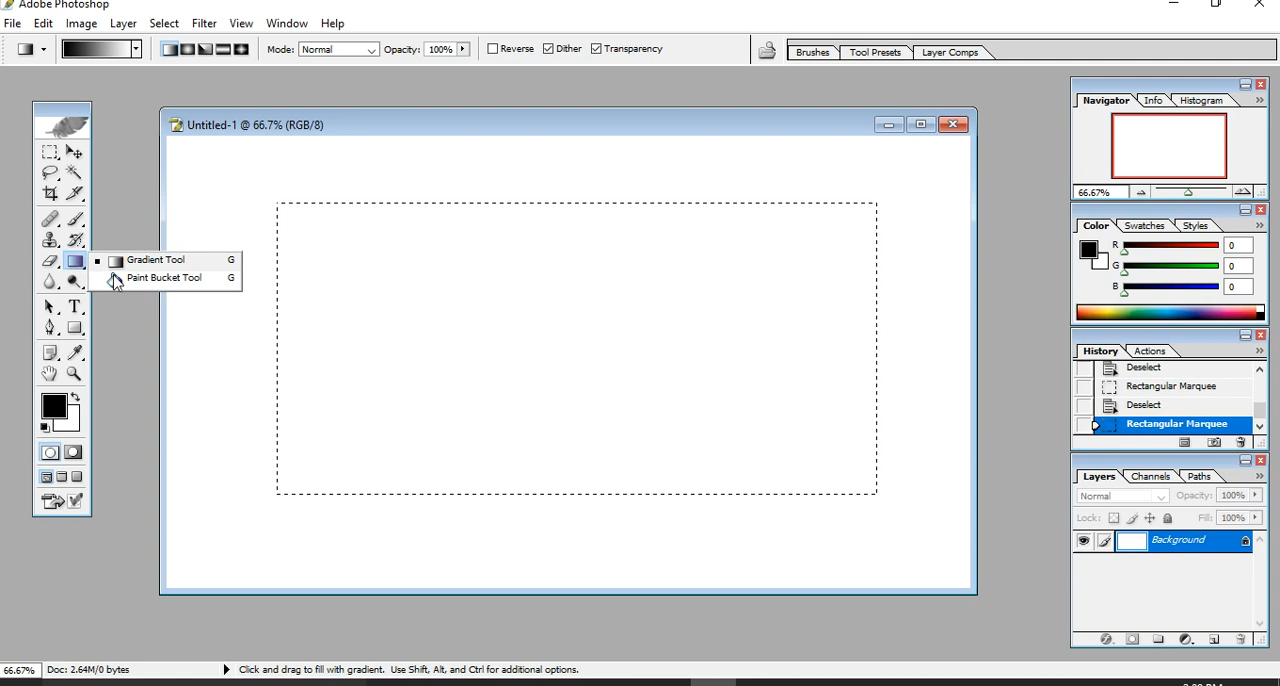 Adobe Photoshop
File Edit Image Layer Select Filter View Window Help
Mode: Normal Opacity: 100% Reverse Dither Transparency Brushes Tool Presets Layer Comps
Untitled-1 @ 66.7% (RGB/8)
Gradient Tool G
Paint Bucket Tool G
T
Navigator Info Histogram
66.67%
Color Swatches Styles
R 0
G 0
B 0
History Actions
Deselect
Rectangular Marquee
Deselect
Rectangular Marquee
Layers Channels Paths
Normal Opacity: 100%
Lock: Fill: 100%
Background
66.67% Doc: 2.64M/0 bytes Click and drag to fill with gradient. Use Shift, Alt, and Ctrl for additional options.